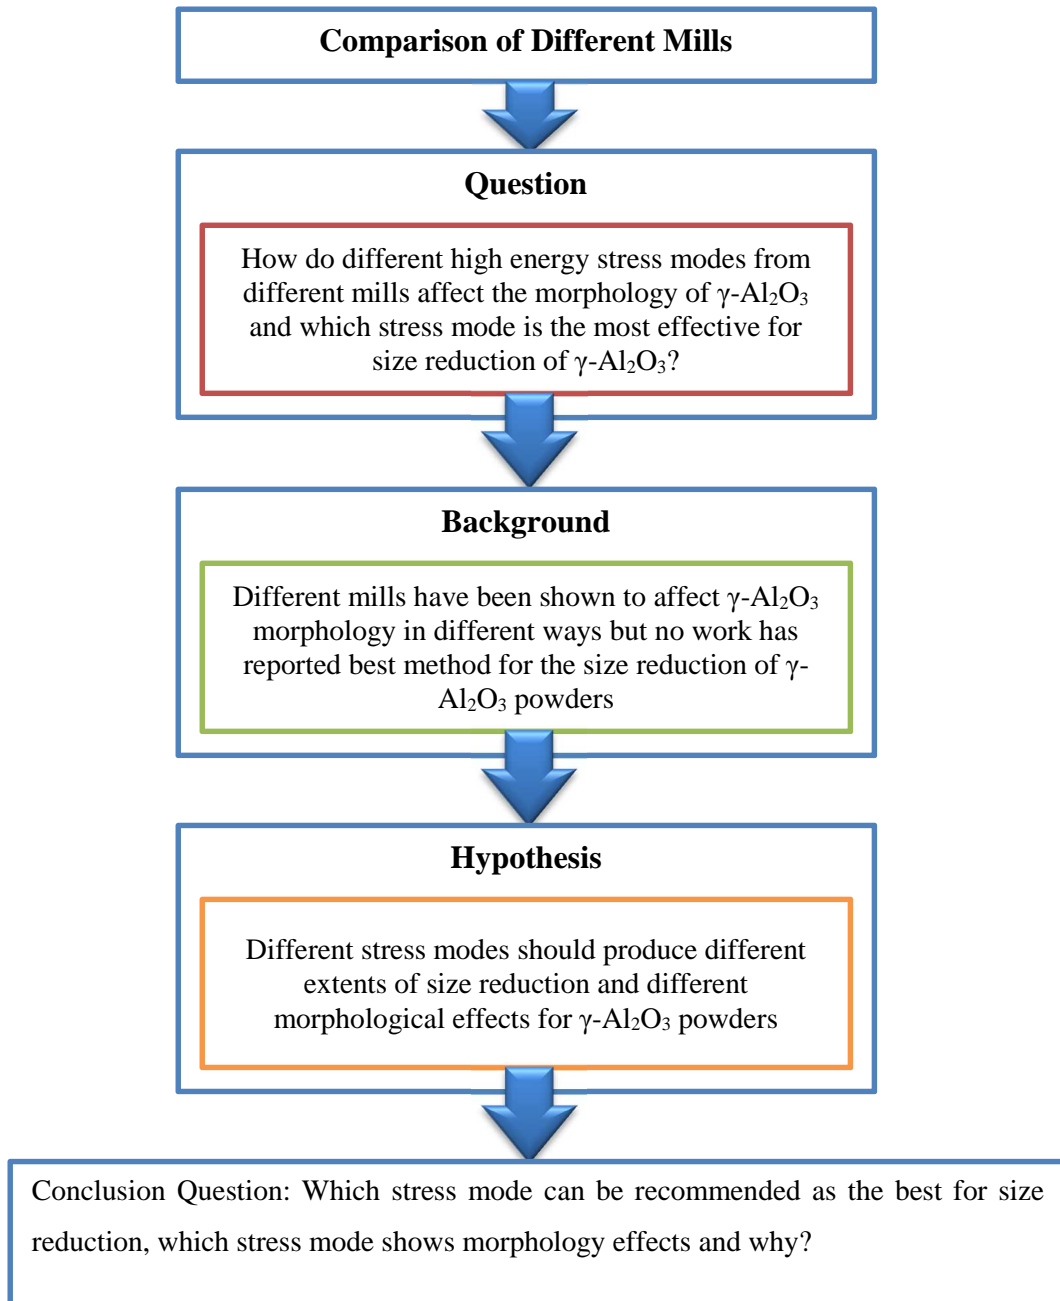 Comparison of Different Mills
Question
How do different high energy stress modes from
different mills affect the morphology of γ-Al₂O₃
and which stress mode is the most effective for
size reduction of γ-Al₂O₃?
Background
Different mills have been shown to affect γ-Al₂O₃
morphology in different ways but no work has
reported best method for the size reduction of γ-
Al₂O₃ powders
Hypothesis
Different stress modes should produce different
extents of size reduction and different
morphological effects for γ-Al₂O₃ powders
Conclusion Question: Which stress mode can be recommended as the best for size
reduction, which stress mode shows morphology effects and why?